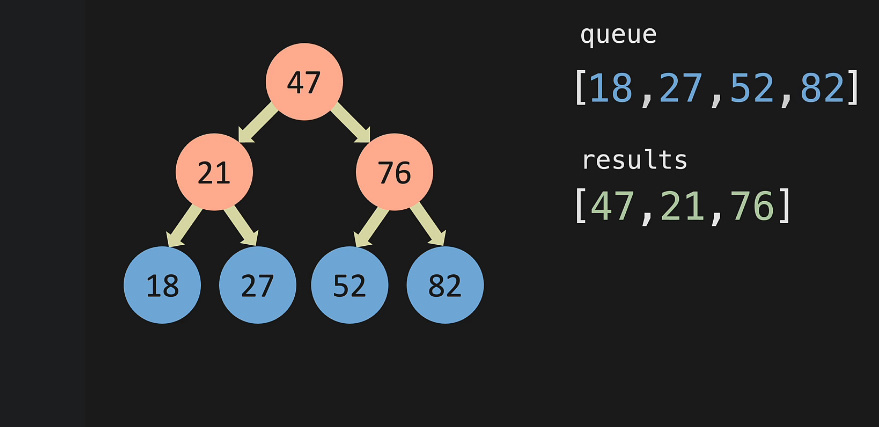 47
21 76
18 27 52 82
queue
[18,27,52,82]
results
[47,21,76]